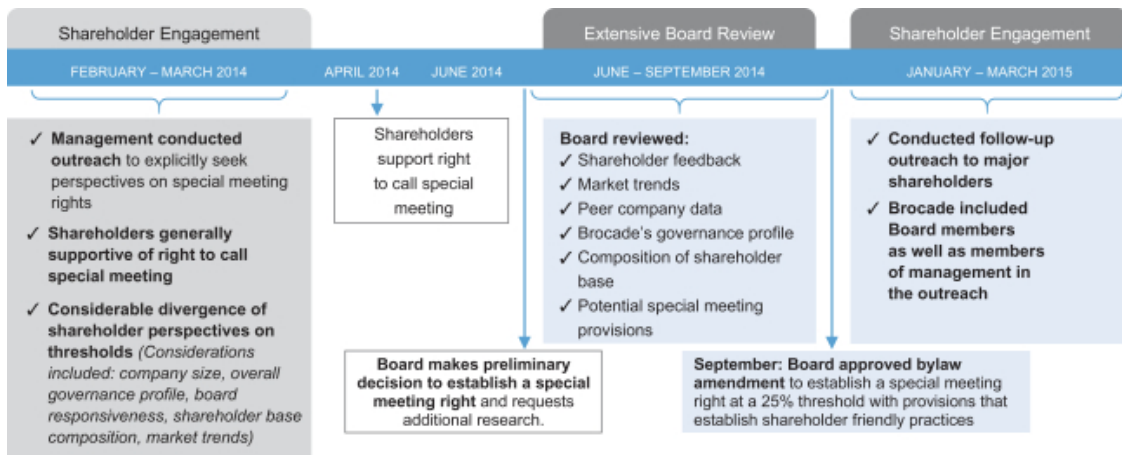 Shareholder Engagement
Extensive Board Review
Shareholder Engagement
FEBRUARY – MARCH 2014
APRIL 2014
JUNE 2014
JUNE – SEPTEMBER 2014
JANUARY – MARCH 2015
✓ Management conducted
outreach to explicitly seek
perspectives on special meeting
rights
✓ Shareholders generally
supportive of right to call
special meeting
✓ Considerable divergence of
shareholder perspectives on
thresholds (Considerations
included: company size, overall
governance profile, board
responsiveness, shareholder base
composition, market trends)
Shareholders
support right
to call special
meeting
Board makes preliminary
decision to establish a special
meeting right and requests
additional research.
Board reviewed:
✓ Shareholder feedback
✓ Market trends
✓ Peer company data
✓ Brocade's governance profile
✓ Composition of shareholder
base
✓ Potential special meeting
provisions
September: Board approved bylaw
amendment to establish a special meeting
right at a 25% threshold with provisions that
establish shareholder friendly practices
✓ Conducted follow-up
outreach to major
shareholders
✓ Brocade included
Board members
as well as members
of management in
the outreach